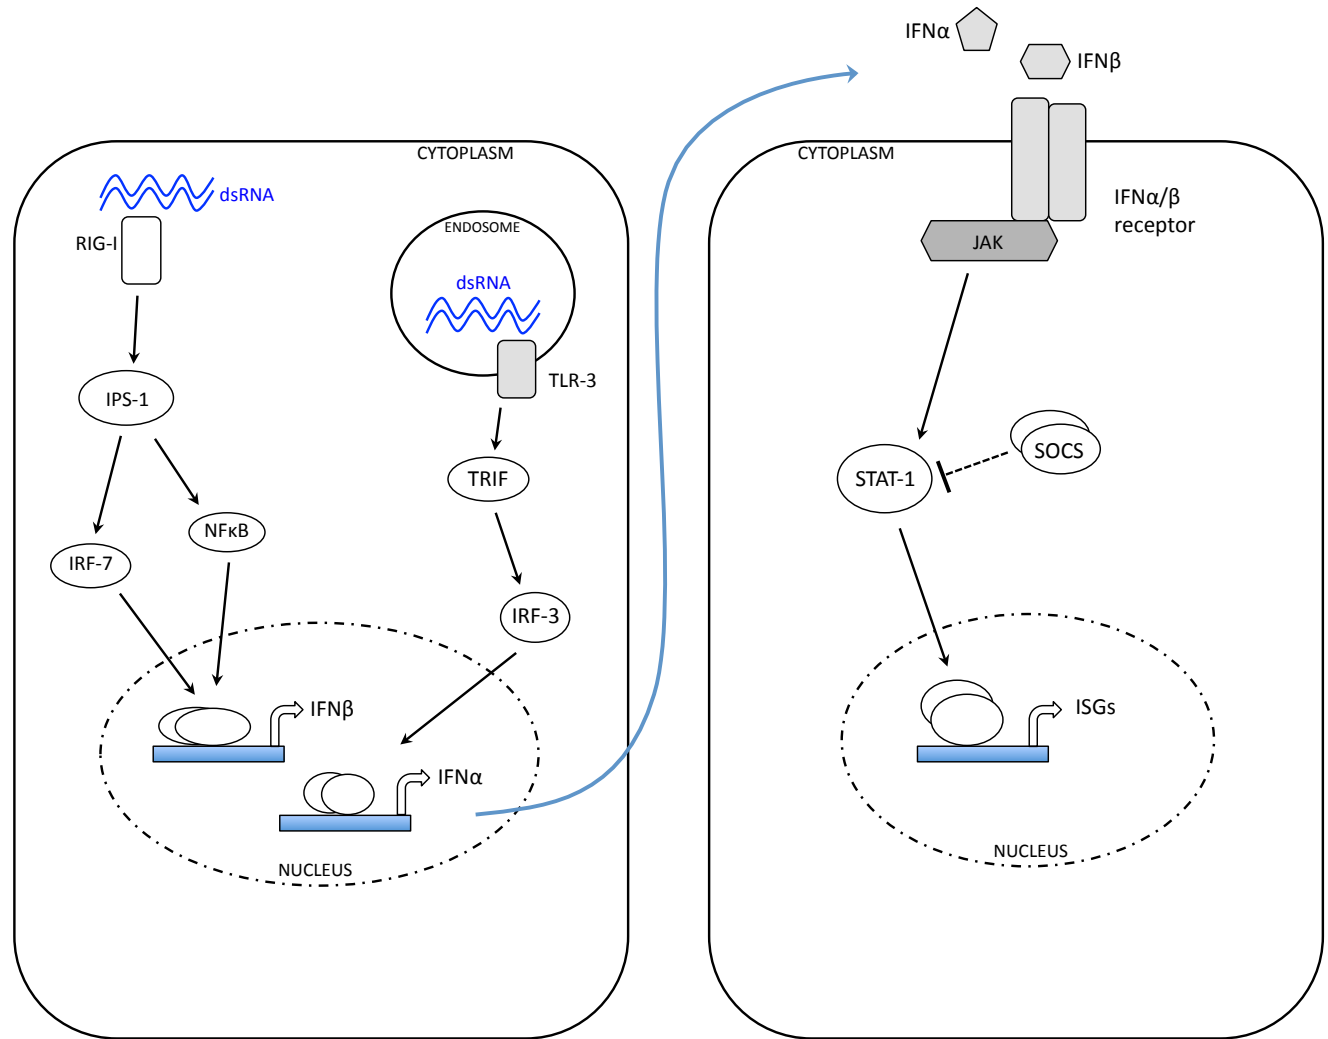 IFNα
IFNβ
CYTOPLASM
CYTOPLASM
dsRNA
RIG-I
ENDOSOME
dsRNA
IFNα/β
receptor
JAK
TLR-3
IPS-1
TRIF
SOCS
STAT-1
NFκB
IRF-7
IRF-3
IFNβ
ISGs
IFNα
NUCLEUS
NUCLEUS